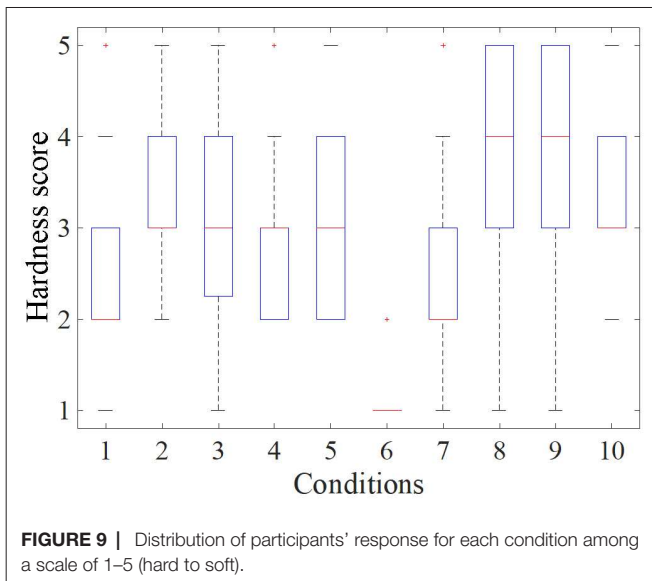 5
4
3
2
1
Hardness score
1 2 3 4 5 6 7 8 9 10
Conditions
FIGURE 9 | Distribution of participants’ response for each condition among
a scale of 1–5 (hard to soft).